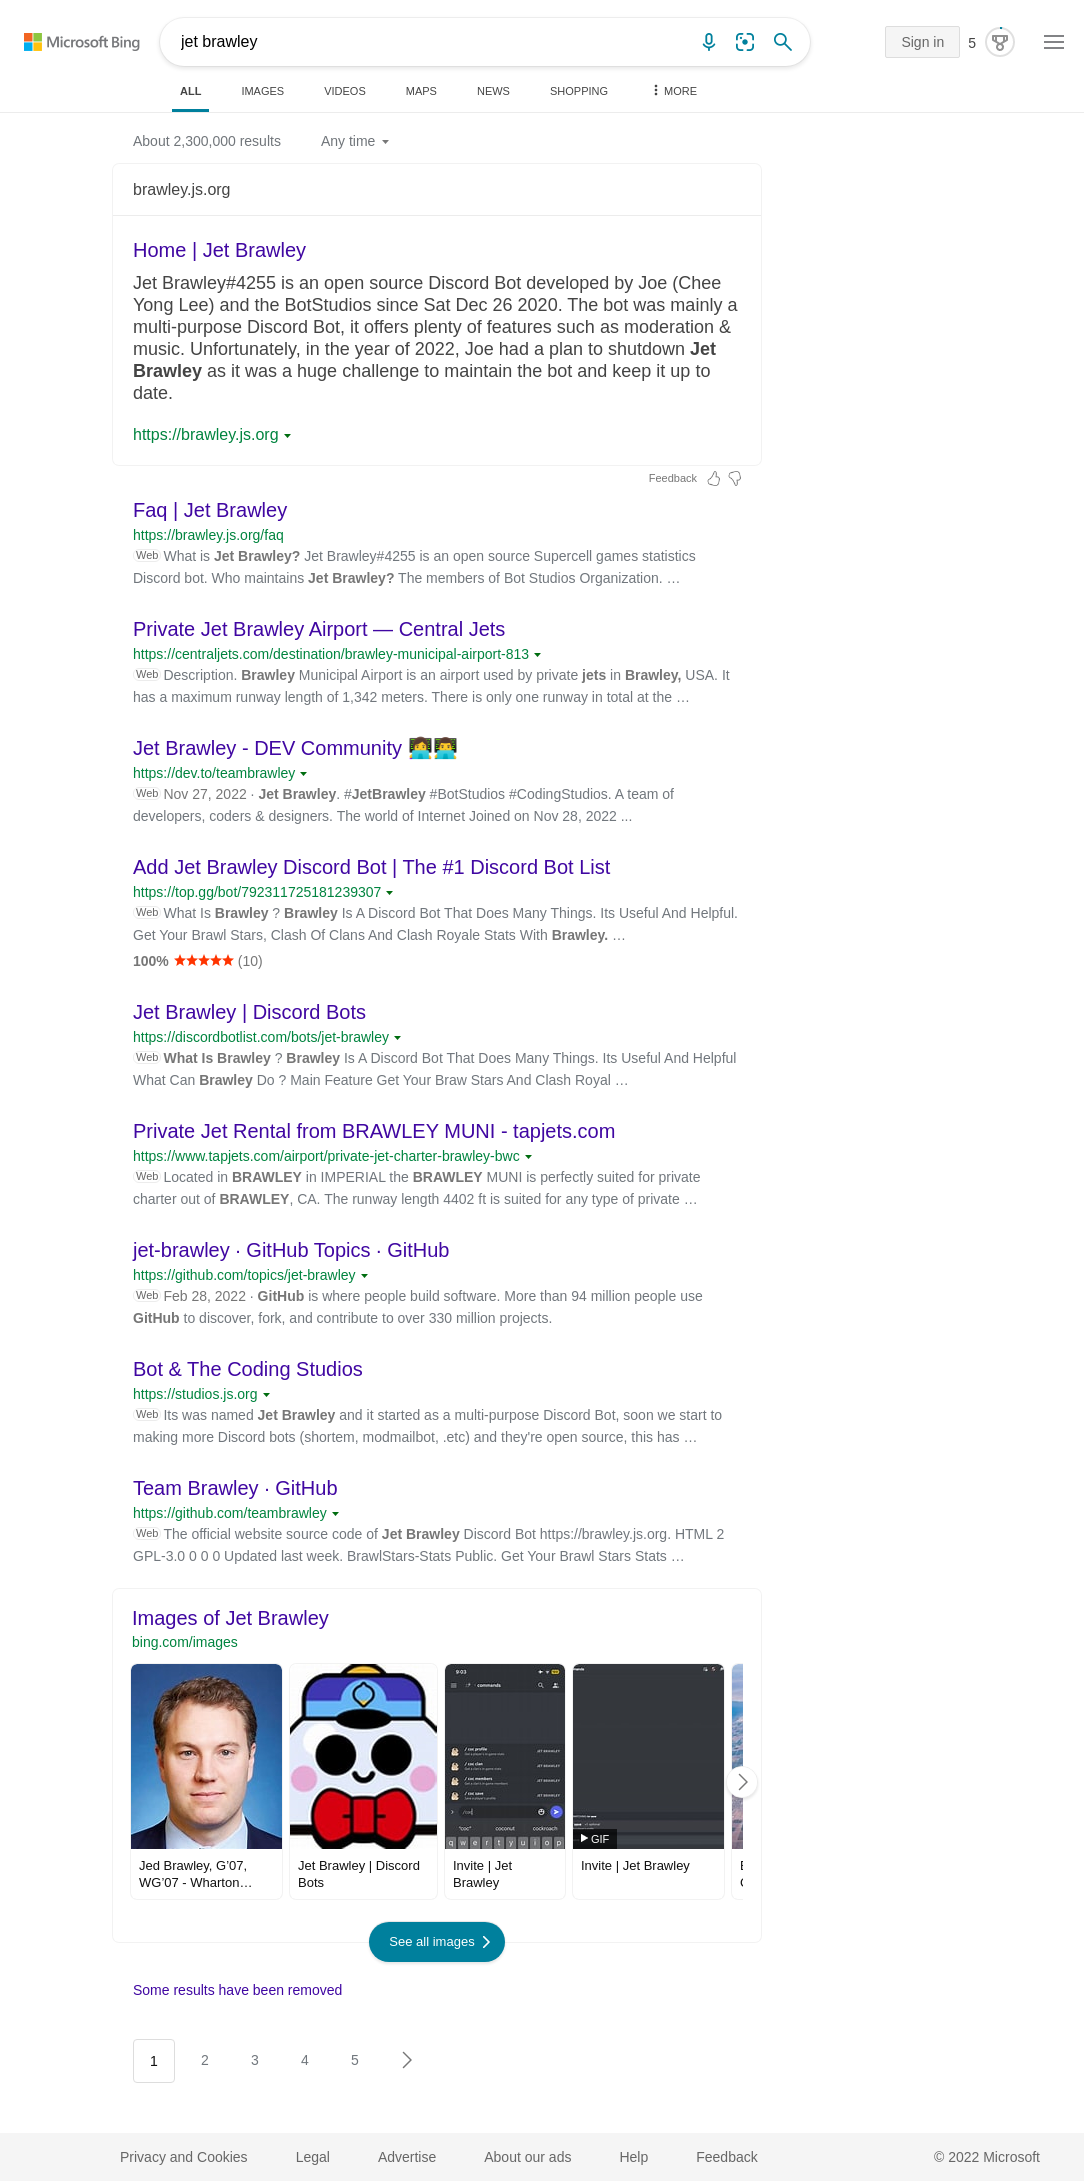 Microsoft Bing
jet brawley
Sign in
5
ALL
IMAGES
VIDEOS
MAPS
NEWS
SHOPPING
MORE
About 2,300,000 results
Any time
brawley.js.org
Home | Jet Brawley
Jet Brawley#4255 is an open source Discord Bot developed by Joe (Chee
Yong Lee) and the BotStudios since Sat Dec 26 2020. The bot was mainly a
multi-purpose Discord Bot, it offers plenty of features such as moderation &
music. Unfortunately, in the year of 2022, Joe had a plan to shutdown Jet
Brawley as it was a huge challenge to maintain the bot and keep it up to
date.
https://brawley.js.org
Feedback
Faq | Jet Brawley
https://brawley.js.org/faq
Web What is Jet Brawley? Jet Brawley#4255 is an open source Supercell games statistics
Discord bot. Who maintains Jet Brawley? The members of Bot Studios Organization. …
Private Jet Brawley Airport — Central Jets
https://centraljets.com/destination/brawley-municipal-airport-813
Web Description. Brawley Municipal Airport is an airport used by private jets in Brawley, USA. It
has a maximum runway length of 1,342 meters. There is only one runway in total at the …
Jet Brawley - DEV Community 👩‍💻👨‍💻
https://dev.to/teambrawley
Web Nov 27, 2022 · Jet Brawley. #JetBrawley #BotStudios #CodingStudios. A team of
developers, coders & designers. The world of Internet Joined on Nov 28, 2022 ...
Add Jet Brawley Discord Bot | The #1 Discord Bot List
https://top.gg/bot/792311725181239307
Web What Is Brawley ? Brawley Is A Discord Bot That Does Many Things. Its Useful And Helpful.
Get Your Brawl Stars, Clash Of Clans And Clash Royale Stats With Brawley. …
100% ★★★★★ (10)
Jet Brawley | Discord Bots
https://discordbotlist.com/bots/jet-brawley
Web What Is Brawley ? Brawley Is A Discord Bot That Does Many Things. Its Useful And Helpful
What Can Brawley Do ? Main Feature Get Your Braw Stars And Clash Royal …
Private Jet Rental from BRAWLEY MUNI - tapjets.com
https://www.tapjets.com/airport/private-jet-charter-brawley-bwc
Web Located in BRAWLEY in IMPERIAL the BRAWLEY MUNI is perfectly suited for private
charter out of BRAWLEY, CA. The runway length 4402 ft is suited for any type of private …
jet-brawley · GitHub Topics · GitHub
https://github.com/topics/jet-brawley
Web Feb 28, 2022 · GitHub is where people build software. More than 94 million people use
GitHub to discover, fork, and contribute to over 330 million projects.
Bot & The Coding Studios
https://studios.js.org
Web Its was named Jet Brawley and it started as a multi-purpose Discord Bot, soon we start to
making more Discord bots (shortem, modmailbot, .etc) and they're open source, this has …
Team Brawley · GitHub
https://github.com/teambrawley
Web The official website source code of Jet Brawley Discord Bot https://brawley.js.org. HTML 2
GPL-3.0 0 0 0 Updated last week. BrawlStars-Stats Public. Get Your Brawl Stars Stats …
Images of Jet Brawley
bing.com/images
9:03
commands
/ coc profile
JET BRAWLEY
/ coc clan
JET BRAWLEY
/ coc members
JET BRAWLEY
/ coc save
JET BRAWLEY
/coc
"coc" coconut cockroach
q w e r t y u i o p
GIF
Jed Brawley, G'07,
WG'07 - Wharton…
Jet Brawley | Discord
Bots
Invite | Jet
Brawley
Invite | Jet Brawley
See all images
Some results have been removed
1
2
3
4
5
Privacy and Cookies
Legal
Advertise
About our ads
Help
Feedback
© 2022 Microsoft